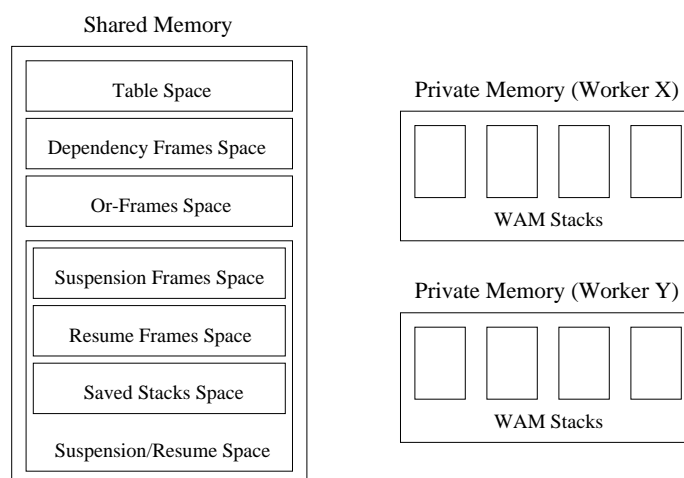 Shared Memory
Table Space
Dependency Frames Space
Or-Frames Space
Suspension Frames Space
Resume Frames Space
Saved Stacks Space
Suspension/Resume Space
Private Memory (Worker X)
WAM Stacks
Private Memory (Worker Y)
WAM Stacks